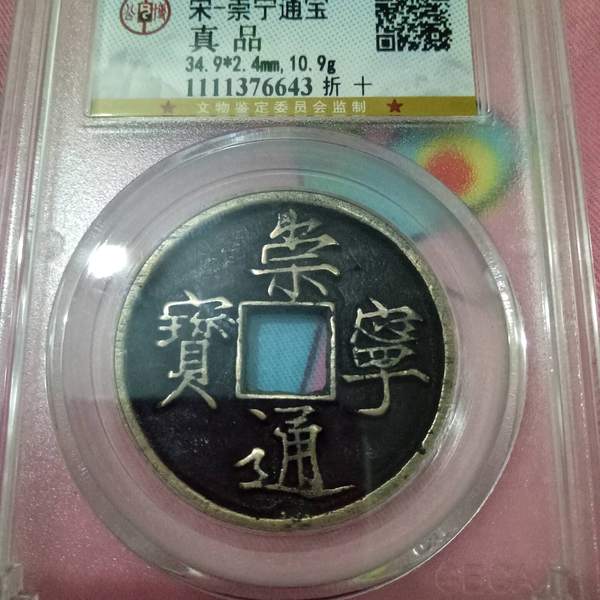 宋-崇宁通宝
真 品
34.9*2.4mm,10.9g
1111376643 折 十
★ 文物鉴定委员会监制 ★
崇
寶 寧
通